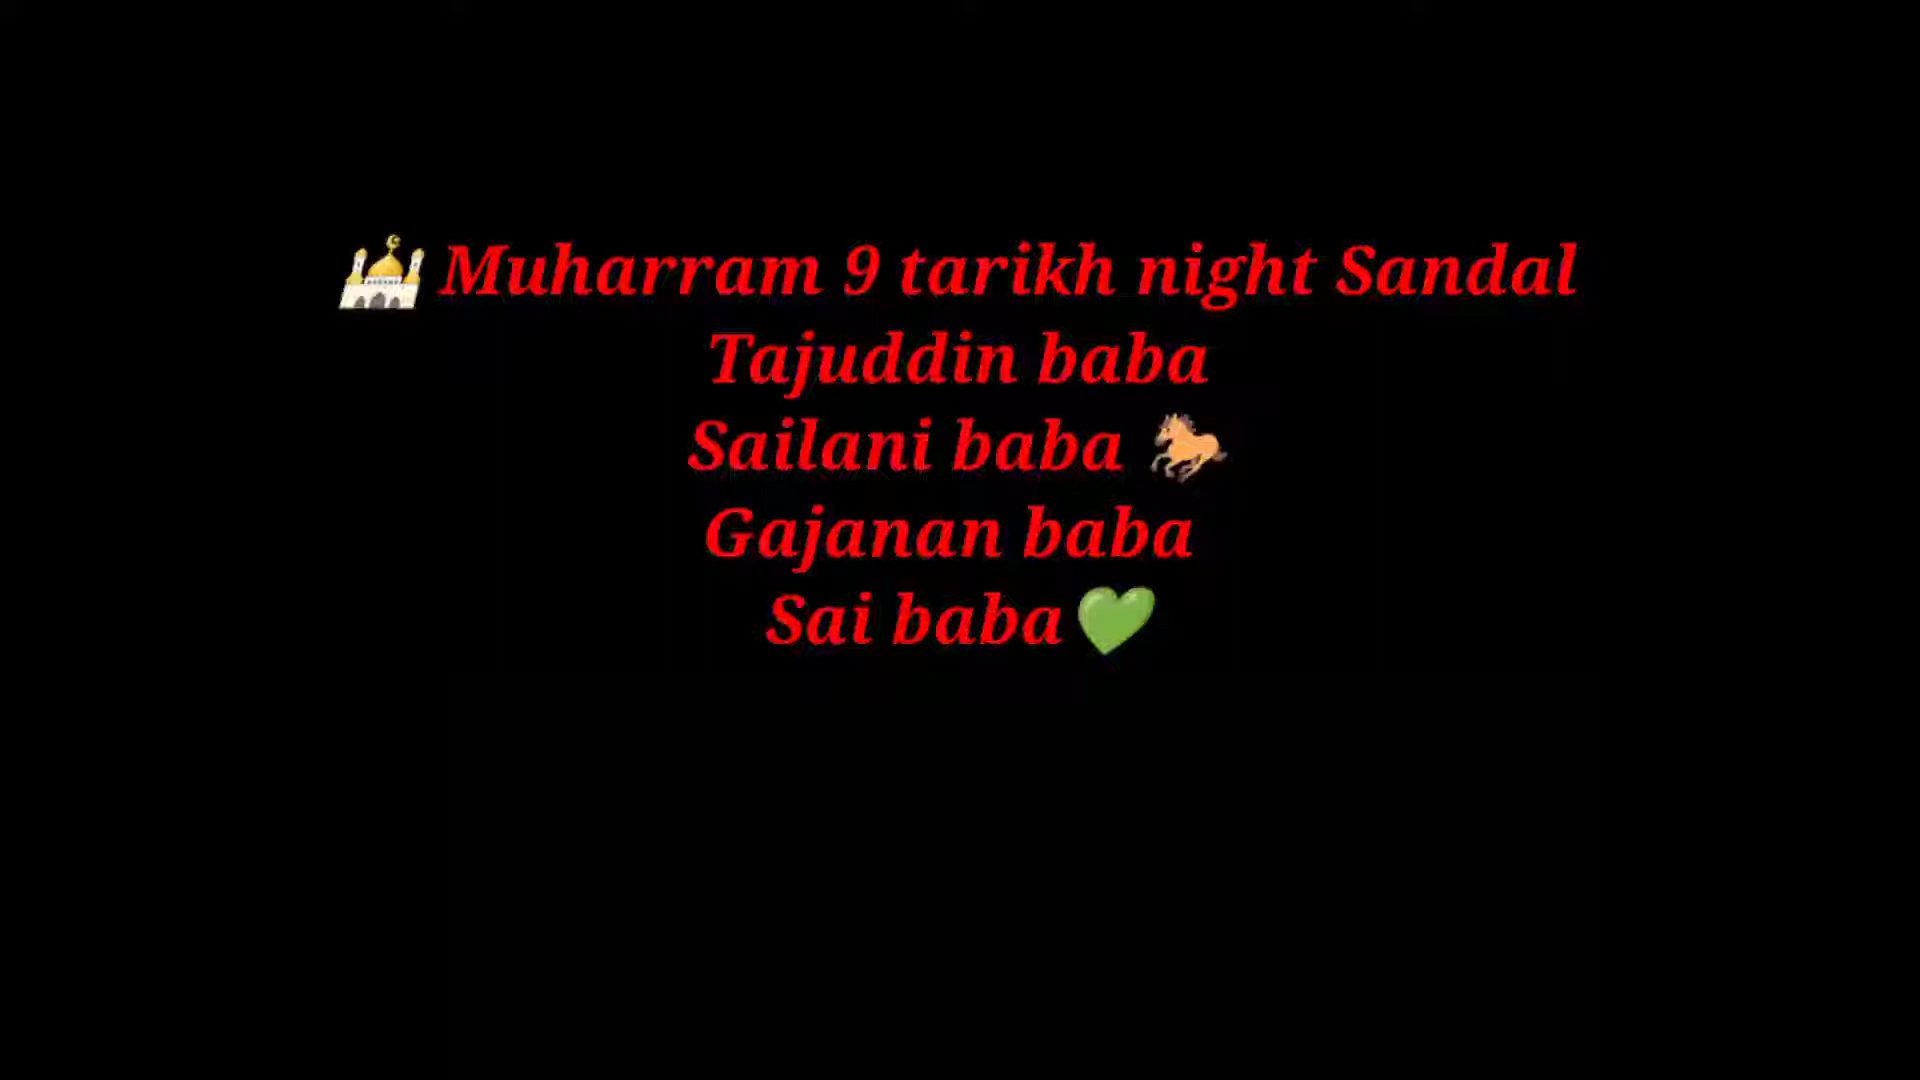 🕌 Muharram 9 tarikh night Sandal
Tajuddin baba
Sailani baba 🐎
Gajanan baba
Sai baba 💚